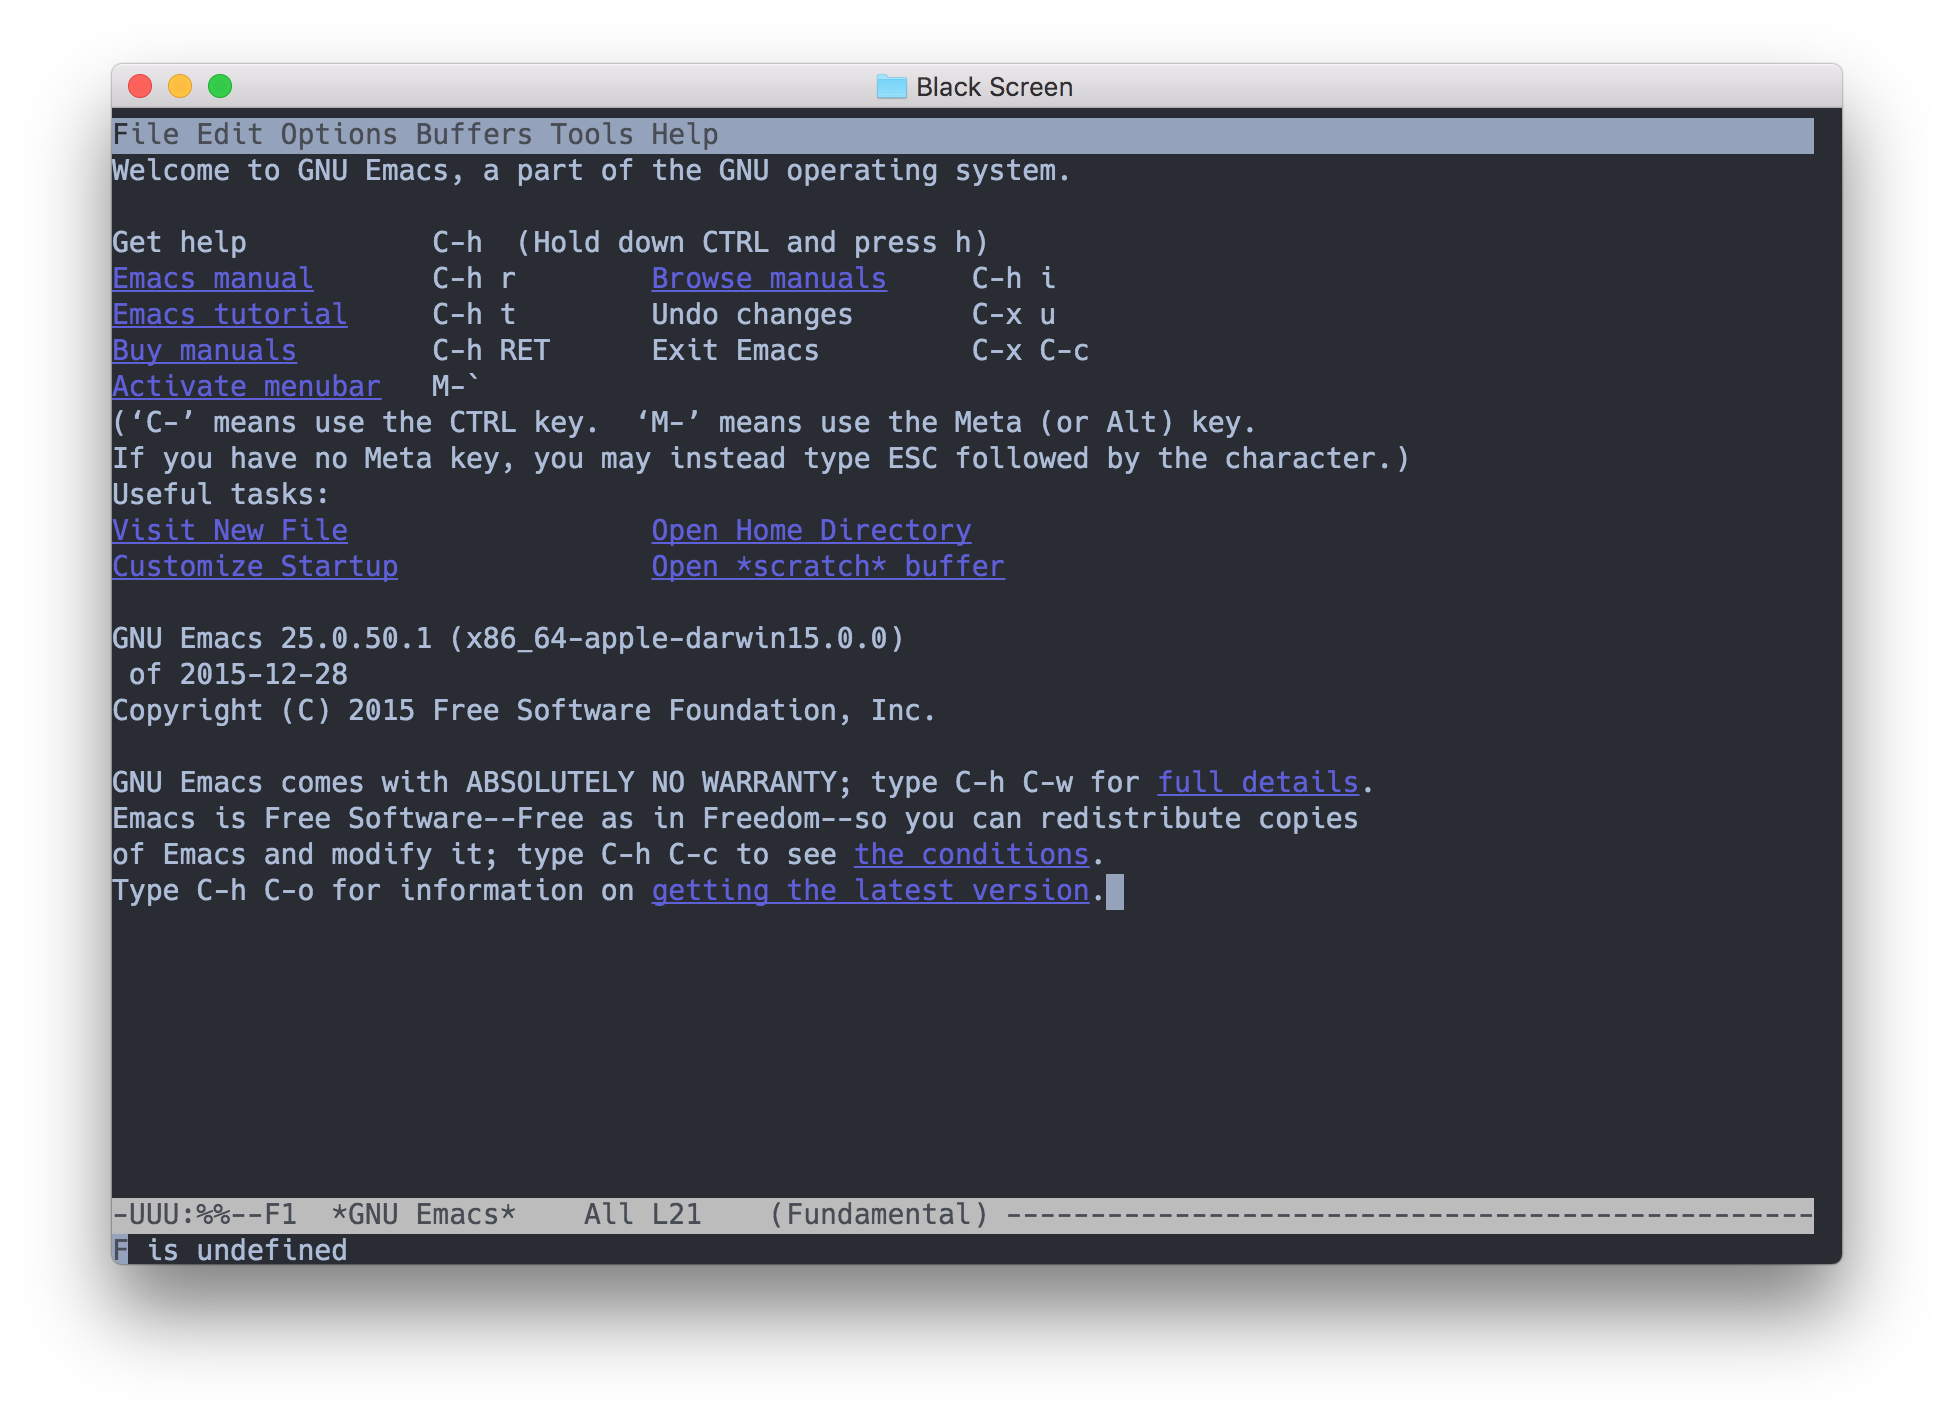 Black Screen
File Edit Options Buffers Tools Help
Welcome to GNU Emacs, a part of the GNU operating system.
Get help           C-h  (Hold down CTRL and press h)
Emacs manual       C-h r        Browse manuals     C-h i
Emacs tutorial     C-h t        Undo changes       C-x u
Buy manuals        C-h RET      Exit Emacs         C-x C-c
Activate menubar   M-`
(‘C-’ means use the CTRL key.  ‘M-’ means use the Meta (or Alt) key.
If you have no Meta key, you may instead type ESC followed by the character.)
Useful tasks:
Visit New File                  Open Home Directory
Customize Startup               Open *scratch* buffer
GNU Emacs 25.0.50.1 (x86_64-apple-darwin15.0.0)
 of 2015-12-28
Copyright (C) 2015 Free Software Foundation, Inc.
GNU Emacs comes with ABSOLUTELY NO WARRANTY; type C-h C-w for full details.
Emacs is Free Software--Free as in Freedom--so you can redistribute copies
of Emacs and modify it; type C-h C-c to see the conditions.
Type C-h C-o for information on getting the latest version.
-UUU:%%--F1  *GNU Emacs*    All L21    (Fundamental) ------------------------------------------------
F is undefined